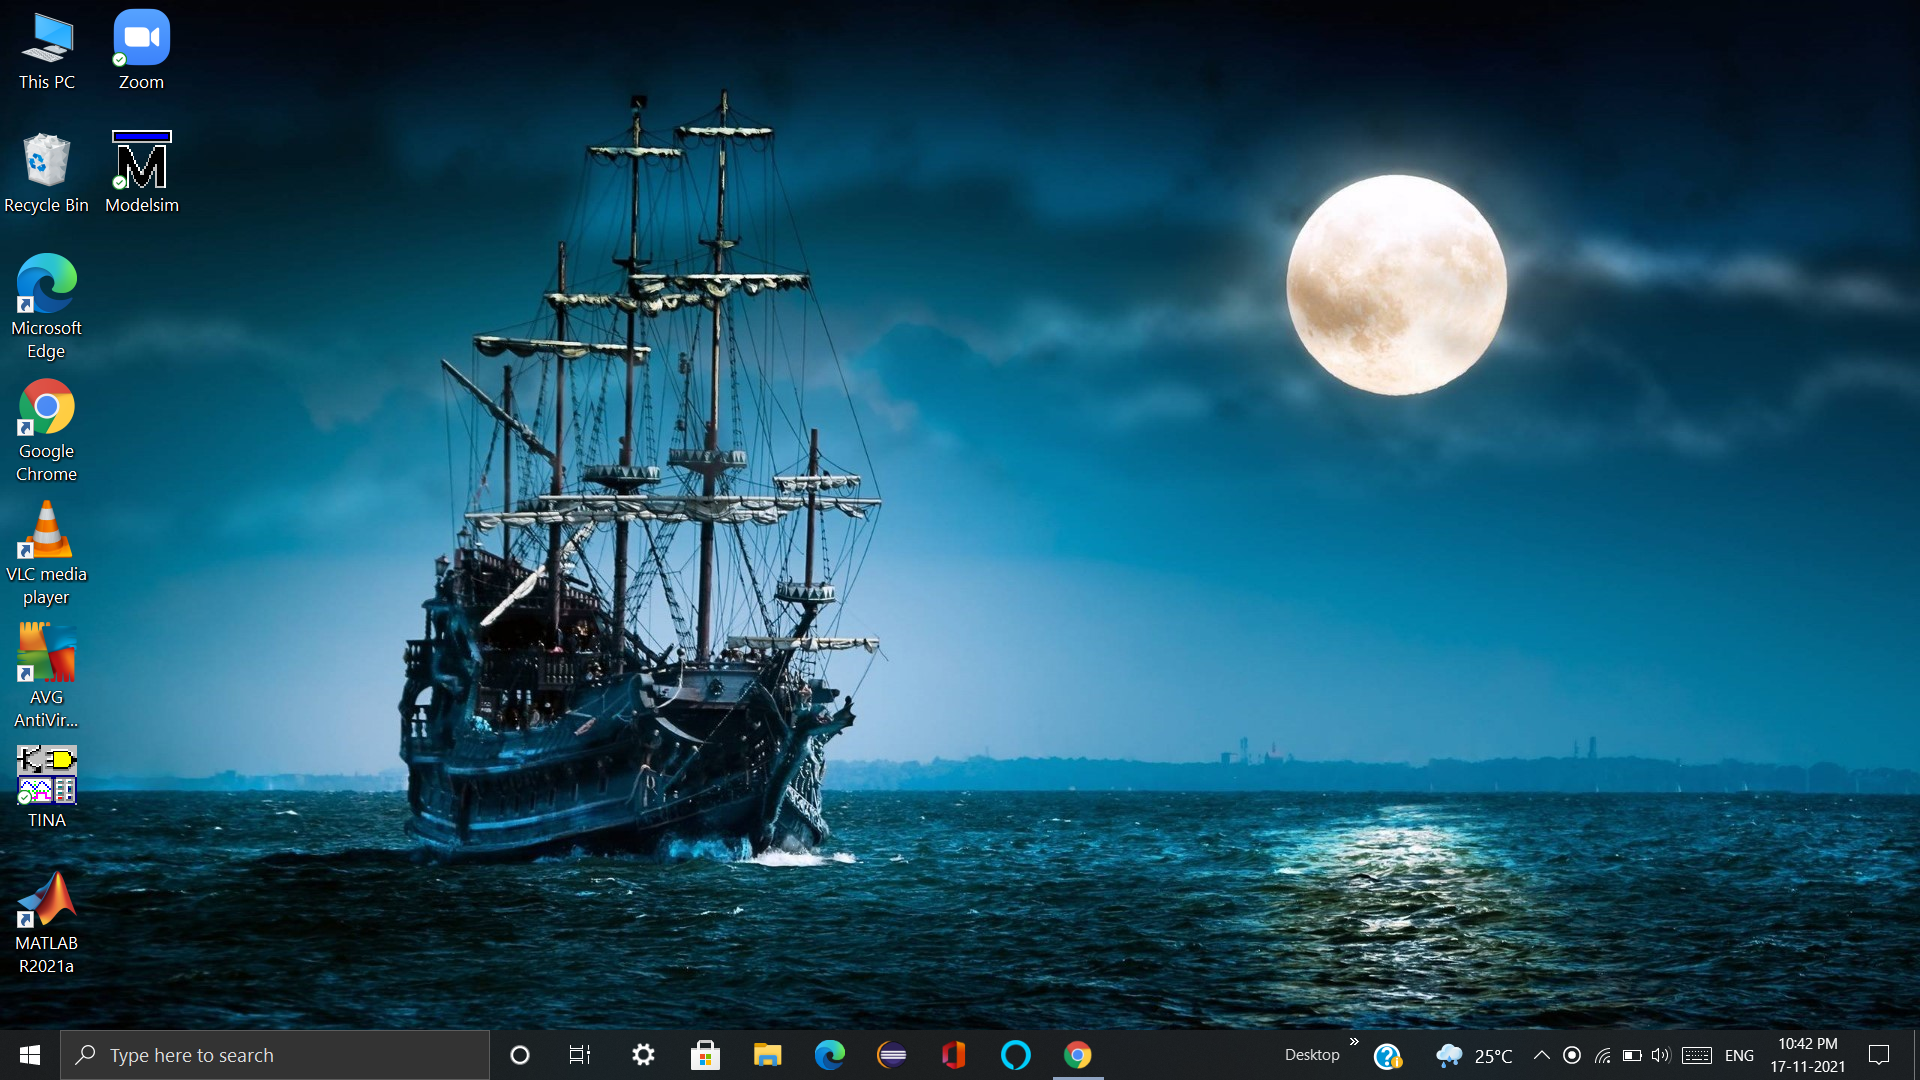 This PC
Zoom
Recycle Bin
M
Modelsim
Microsoft
Edge
Google
Chrome
VLC media
player
AVG
AntiVir...
TINA
MATLAB
R2021a
Type here to search
Desktop
25°C
ENG
10:42 PM
17-11-2021